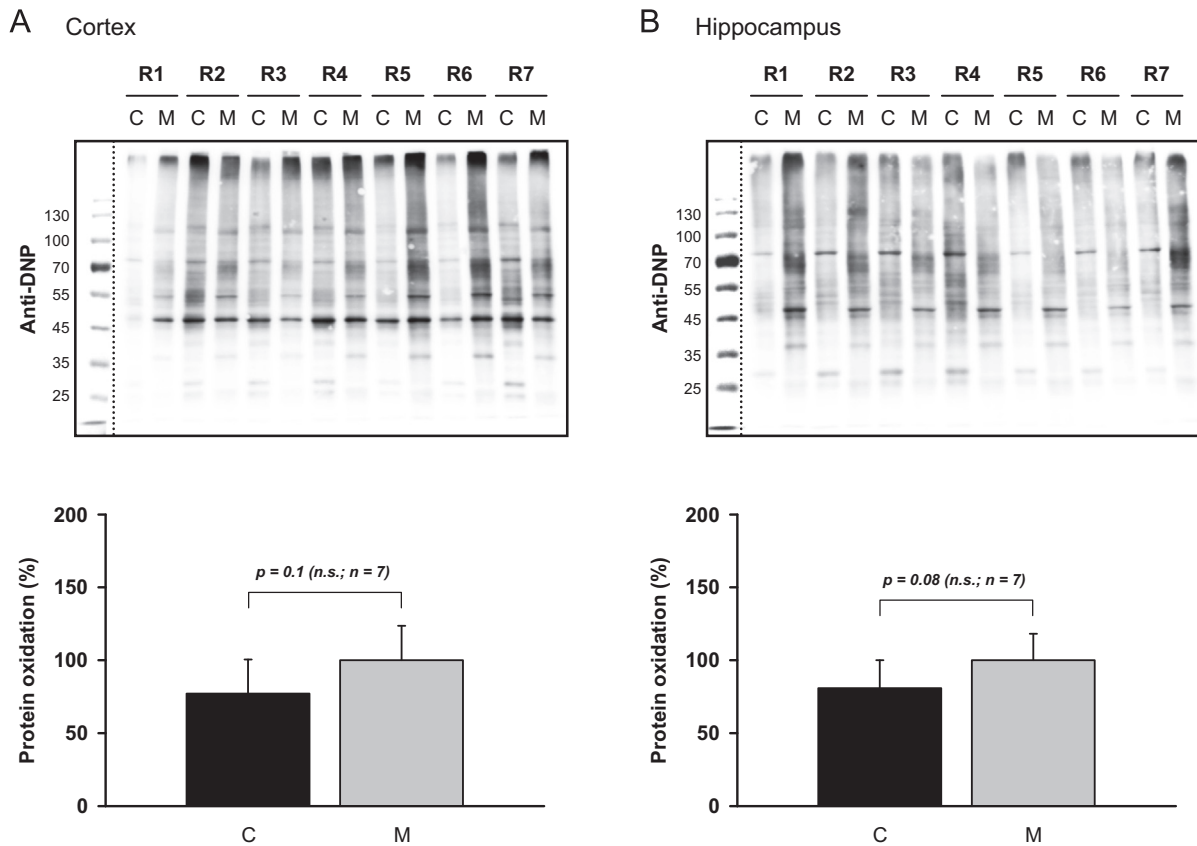 A Cortex
R1 R2 R3 R4 R5 R6 R7
C M C M C M C M C M C M C M
Anti-DNP
130
100
70
55
45
35
25
200
150
100
50
0
Protein oxidation (%)
p = 0.1 (n.s.; n = 7)
C M
B Hippocampus
R1 R2 R3 R4 R5 R6 R7
C M C M C M C M C M C M C M
Anti-DNP
130
100
70
55
45
35
25
200
150
100
50
0
Protein oxidation (%)
p = 0.08 (n.s.; n = 7)
C M